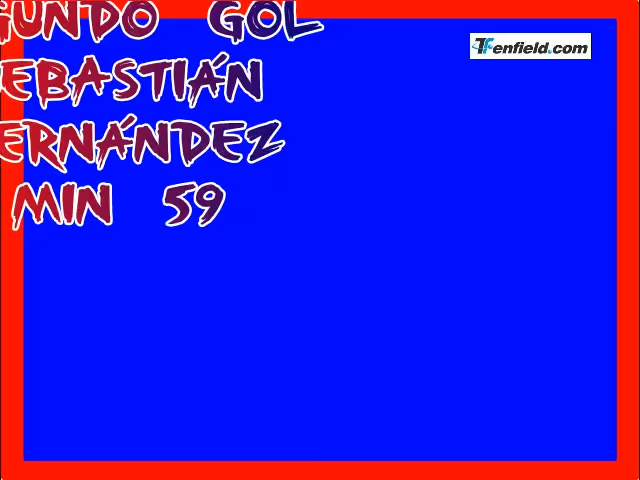 GUNDO GOL
EBASTIÁN
ERNÁNDEZ
MIN 59
Tenfield.com